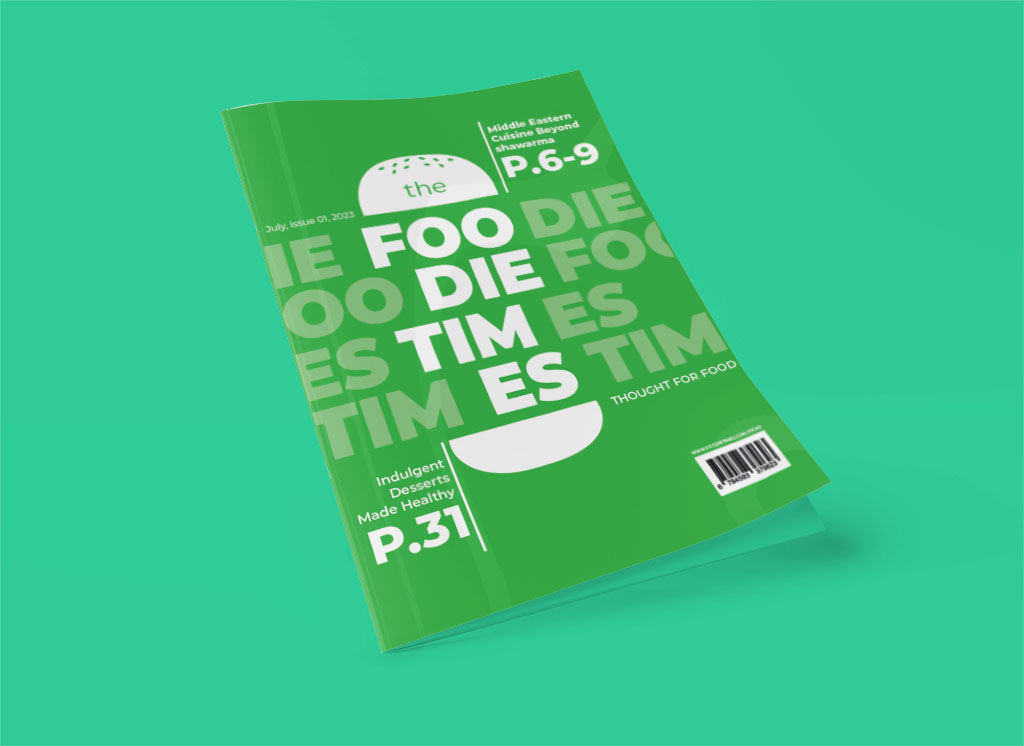 Middle Eastern
Cuisine Beyond
shawarma
P.6-9
the
July, issue 01, 2023
FOO DIE
IE DIE FOO
OO TIM ES
ES ES TIM
TIM
THOUGHT FOR FOOD
Indulgent
Desserts
Made Healthy
P.31